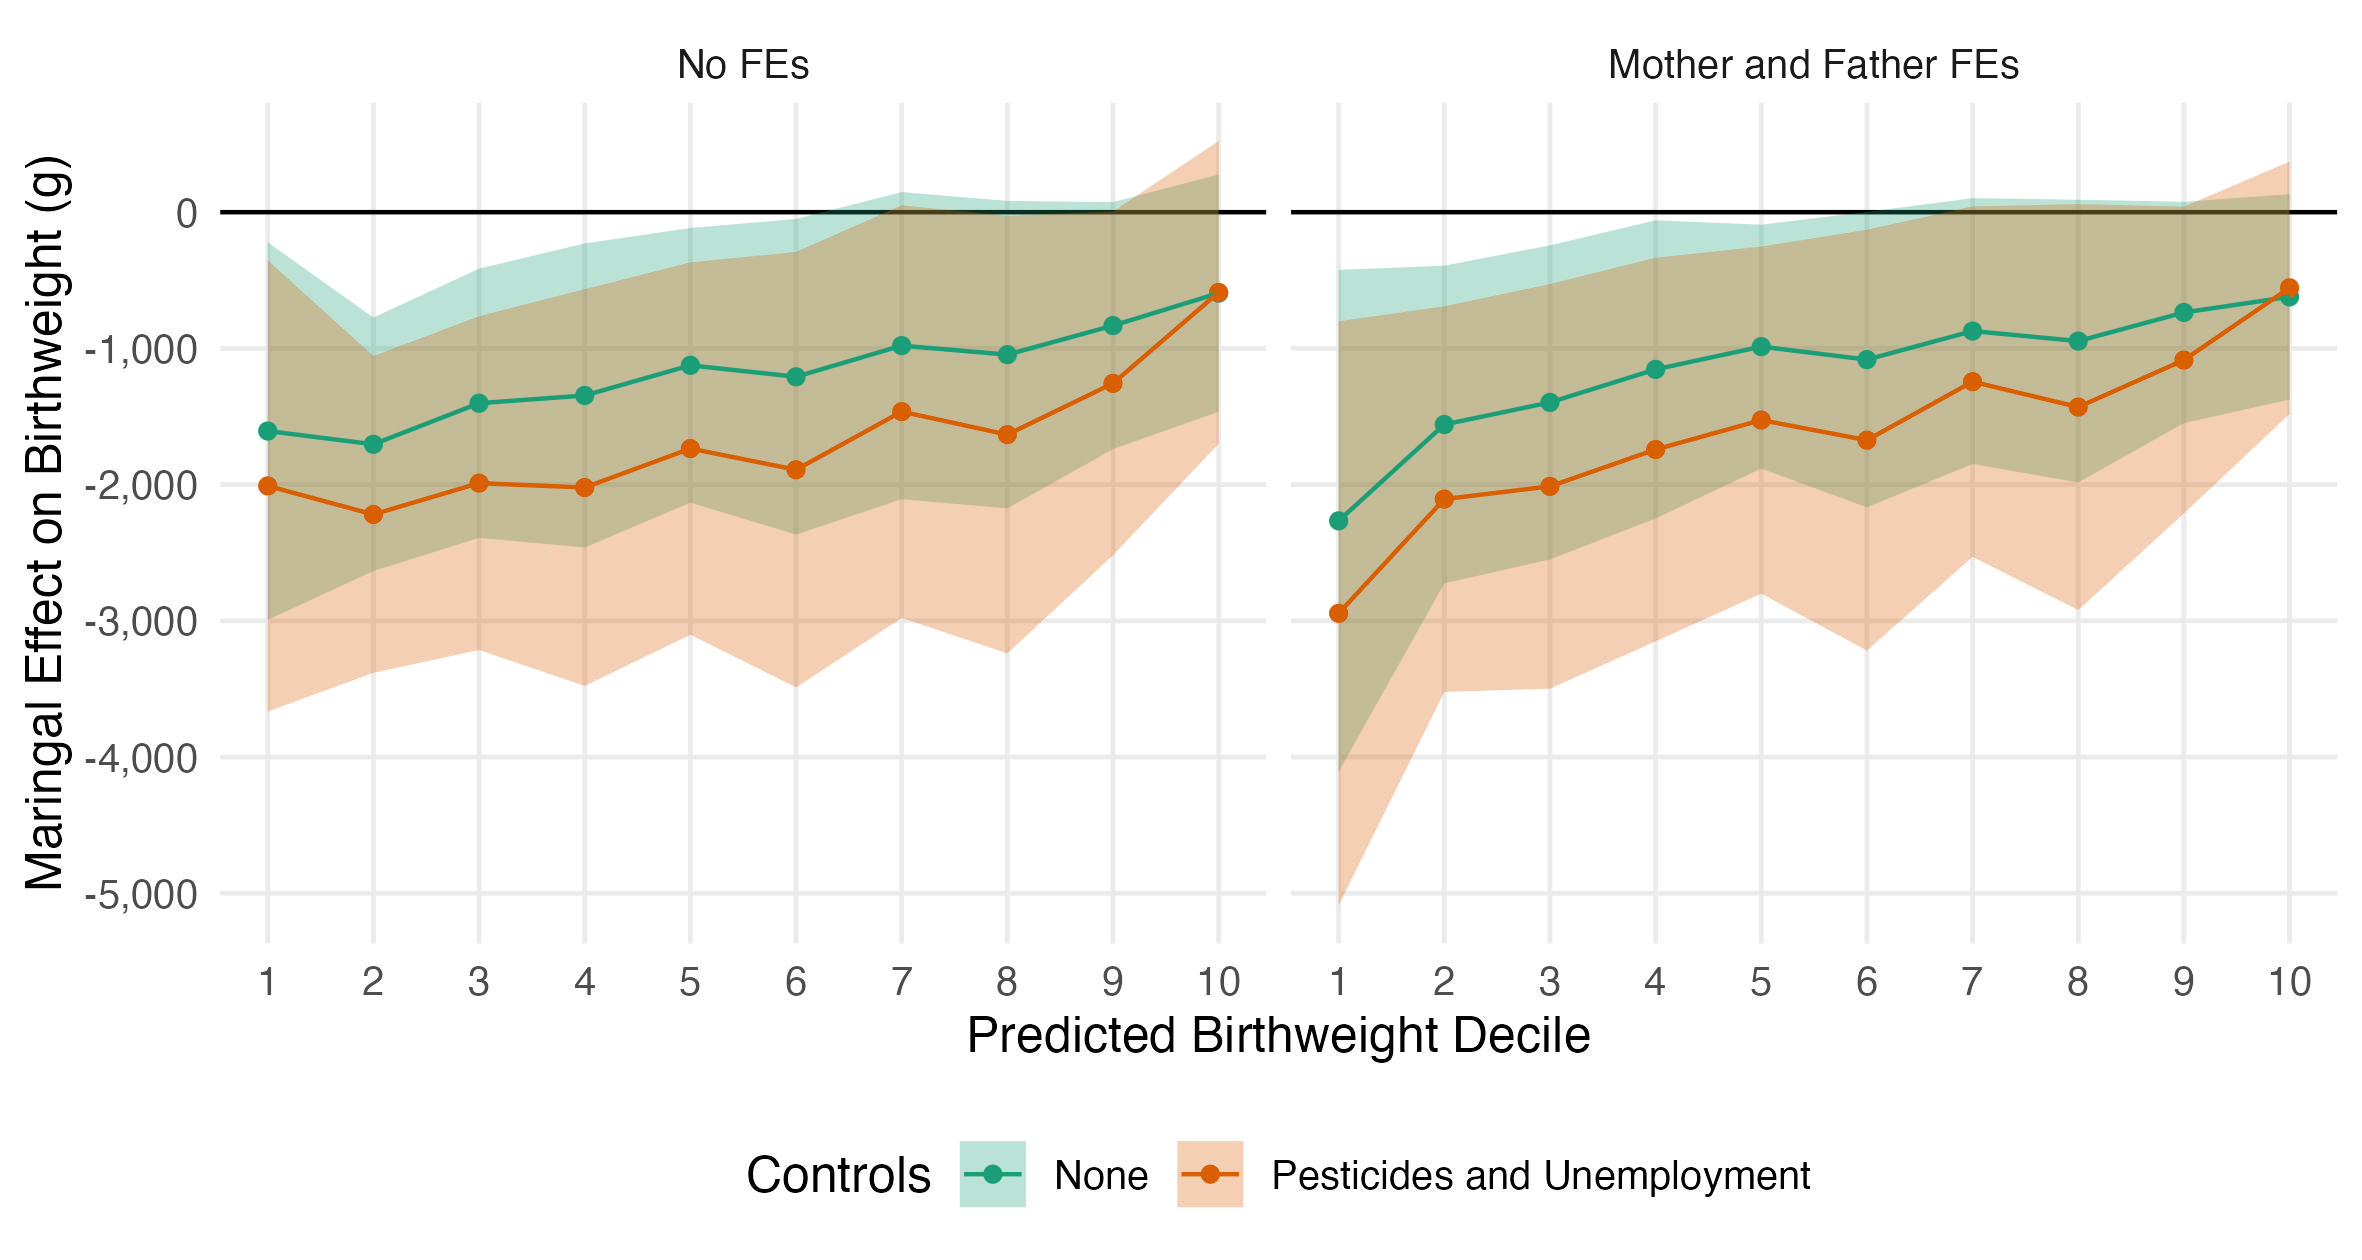 No FEs
Mother and Father FEs
Maringal Effect on Birthweight (g)
0
-1,000
-2,000
-3,000
-4,000
-5,000
1 2 3 4 5 6 7 8 9 10
1 2 3 4 5 6 7 8 9 10
Predicted Birthweight Decile
Controls None Pesticides and Unemployment